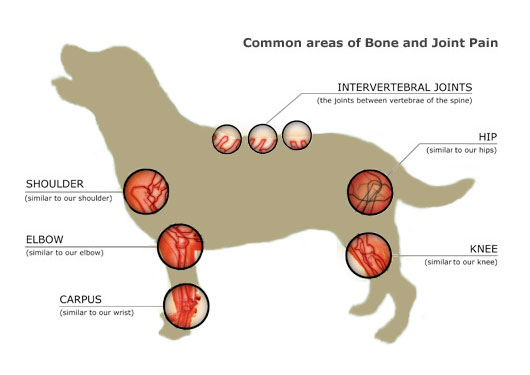 Common areas of Bone and Joint Pain
INTERVERTEBRAL JOINTS
(the joints between vertebrae of the spine)
HIP
(similar to our hips)
SHOULDER
(similar to our shoulder)
ELBOW
(similar to our elbow)
KNEE
(similar to our knee)
CARPUS
(similar to our wrist)